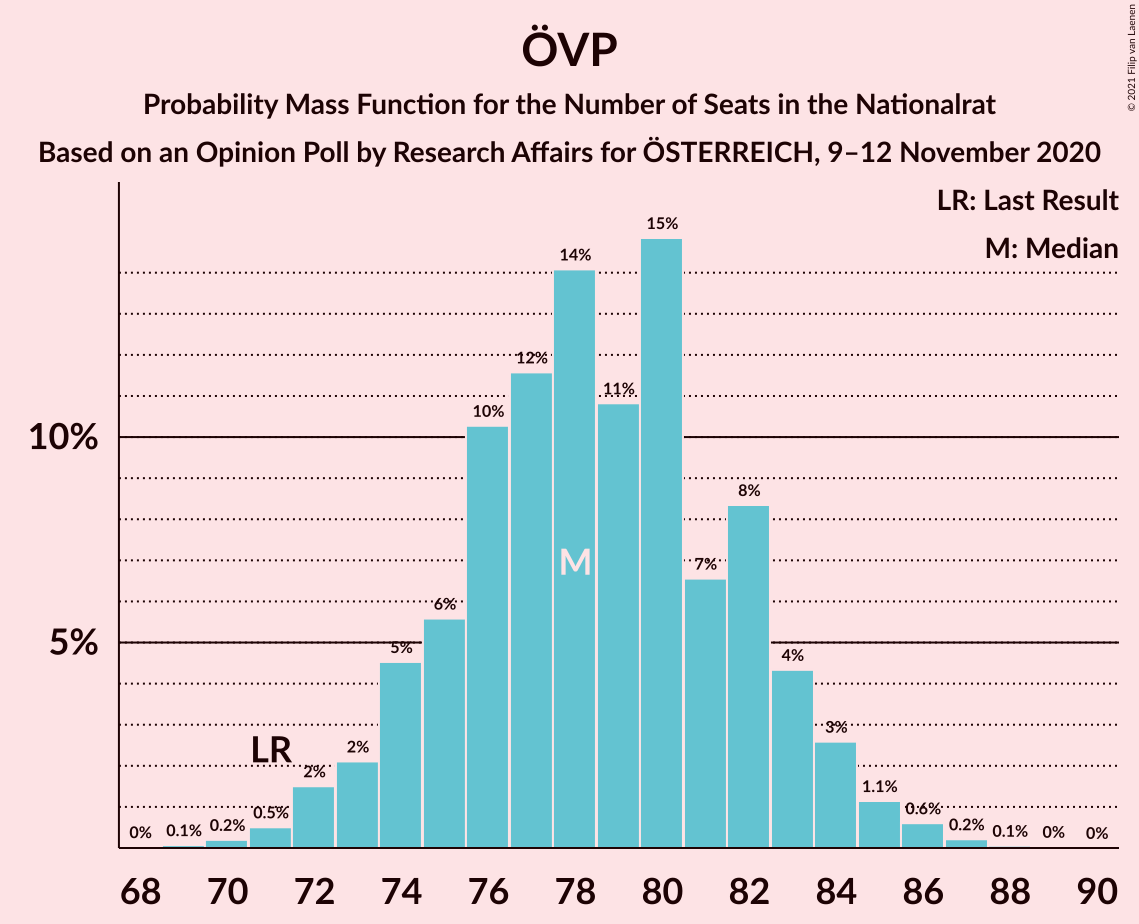 ÖVP
Probability Mass Function for the Number of Seats in the Nationalrat
Based on an Opinion Poll by Research Affairs for ÖSTERREICH, 9–12 November 2020
© 2021 Filip van Laenen
LR: Last Result
M: Median
10%
5%
0%
0.1%
0.2%
0.5%
LR
2%
2%
5%
6%
10%
12%
14%
M
11%
15%
7%
8%
4%
3%
1.1%
0.6%
0.2%
0.1%
0%
0%
68 70 72 74 76 78 80 82 84 86 88 90